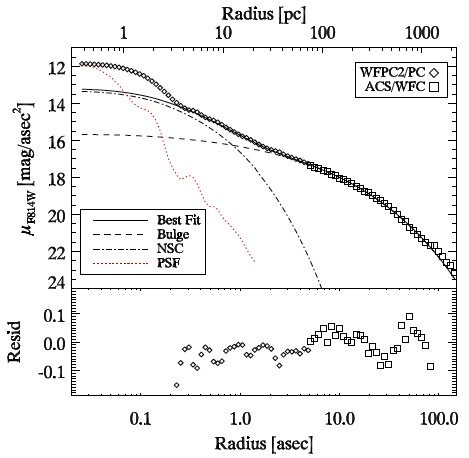 Radius [pc]
1 10 100 1000
12
14
16
18
20
22
24
μF814W [mag/asec2]
WFPC2/PC
ACS/WFC
Best Fit
Bulge
NSC
PSF
0.1
0.0
-0.1
Resid
0.1 1.0 10.0 100.0
Radius [asec]